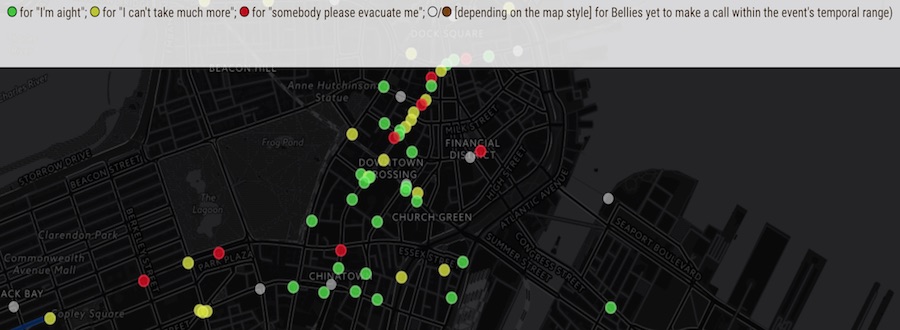 for "I'm aight"; for "I can't take much more"; for "somebody please evacuate me"; / [depending on the map style] for Bellies yet to make a call within the event's temporal range)
DOCK SQUARE
BEACON HILL
Charles River
Anne Hutchinson
Statue
MILK STREET
Frog Pond
FINANCIAL
DISTRICT
STORROW DRIVE
DOWNTOWN
CROSSING
BEACON STREET
HIGH STREET
The
Lagoon
ATLANTIC AVENUE
CHURCH GREEN
SEAPORT BOULEVARD
Clarendon Park
BERKELEY STREET
SUMMER STREET
CONGRESS STREET
Commonwealth
Avenue Mall
PARK PLAZA
ESSEX STREET
CHINATOWN
ACK BAY
Copley Square